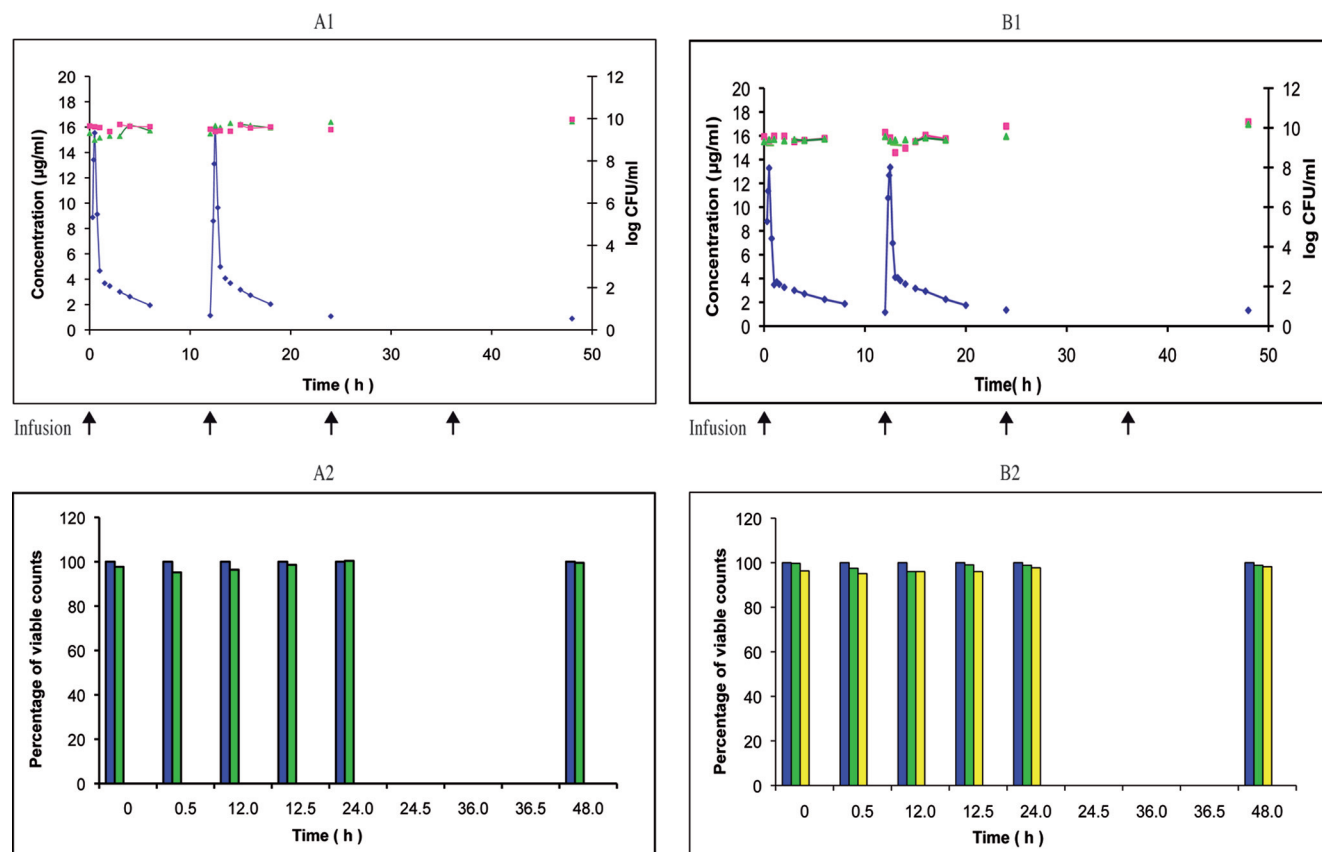 A1
B1
Concentration (µg/ml)
20
18
16
14
12
10
8
6
4
2
0
12
10
8
6
4
2
0
log CFU/ml
0 10 20 30 40 50
Time ( h )
Concentration (µg/ml)
20
18
16
14
12
10
8
6
4
2
0
12
10
8
6
4
2
0
log CFU/ml
0 10 20 30 40 50
Time( h )
Infusion
Infusion
A2
B2
Percentage of viable counts
120
100
80
60
40
20
0
0 0.5 12.0 12.5 24.0 24.5 36.0 36.5 48.0
Time ( h )
Percentage of viable counts
120
100
80
60
40
20
0
0 0.5 12.0 12.5 24.0 24.5 36.0 36.5 48.0
Time ( h )